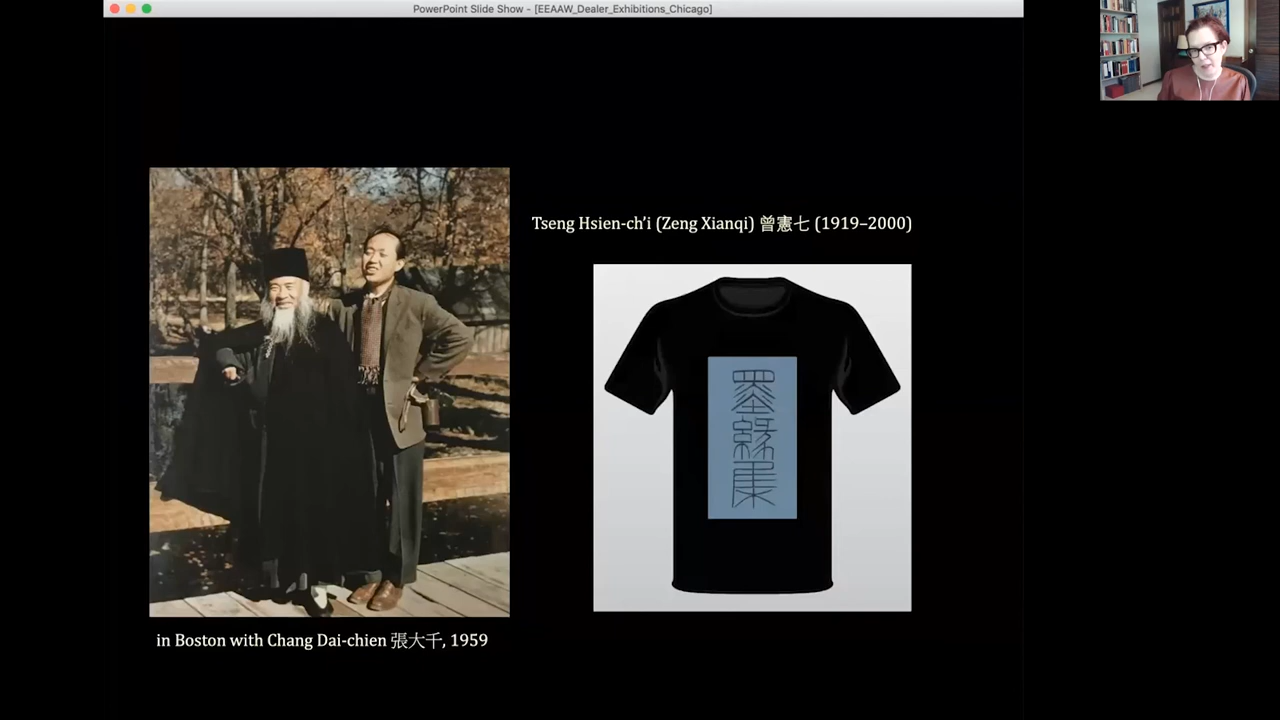 PowerPoint Slide Show - [EEAAW_Dealer_Exhibitions_Chicago]
Tseng Hsien-ch'i (Zeng Xianqi) 曾憲七 (1919–2000)
in Boston with Chang Dai-chien 張大千, 1959